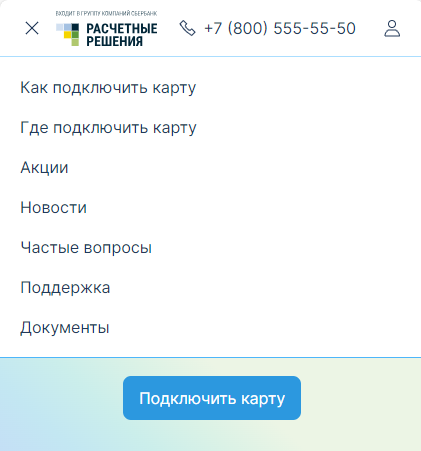 ВХОДИТ В ГРУППУ КОМПАНИЙ СБЕРБАНК
РАСЧЕТНЫЕ
РЕШЕНИЯ
+7 (800) 555-55-50
Как подключить карту
Где подключить карту
Акции
Новости
Частые вопросы
Поддержка
Документы
Подключить карту